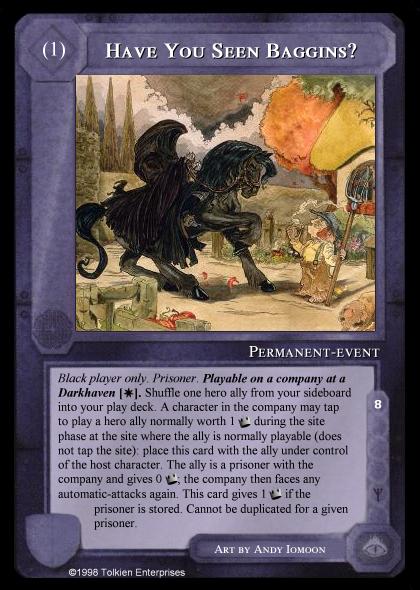 (1)
HAVE YOU SEEN BAGGINS?
PERMANENT-EVENT
Black player only. Prisoner. Playable on a company at a
Darkhaven [☀]. Shuffle one hero ally from your sideboard
into your play deck. A character in the company may tap
to play a hero ally normally worth 1 during the site
phase at the site where the ally is normally playable (does
not tap the site): place this card with the ally under control
of the host character. The ally is a prisoner with the
company and gives 0 ; the company then faces any
automatic-attacks again. This card gives 1 if the
prisoner is stored. Cannot be duplicated for a given
prisoner.
8
ART BY ANDY IOMOON
©1998 Tolkien Enterprises